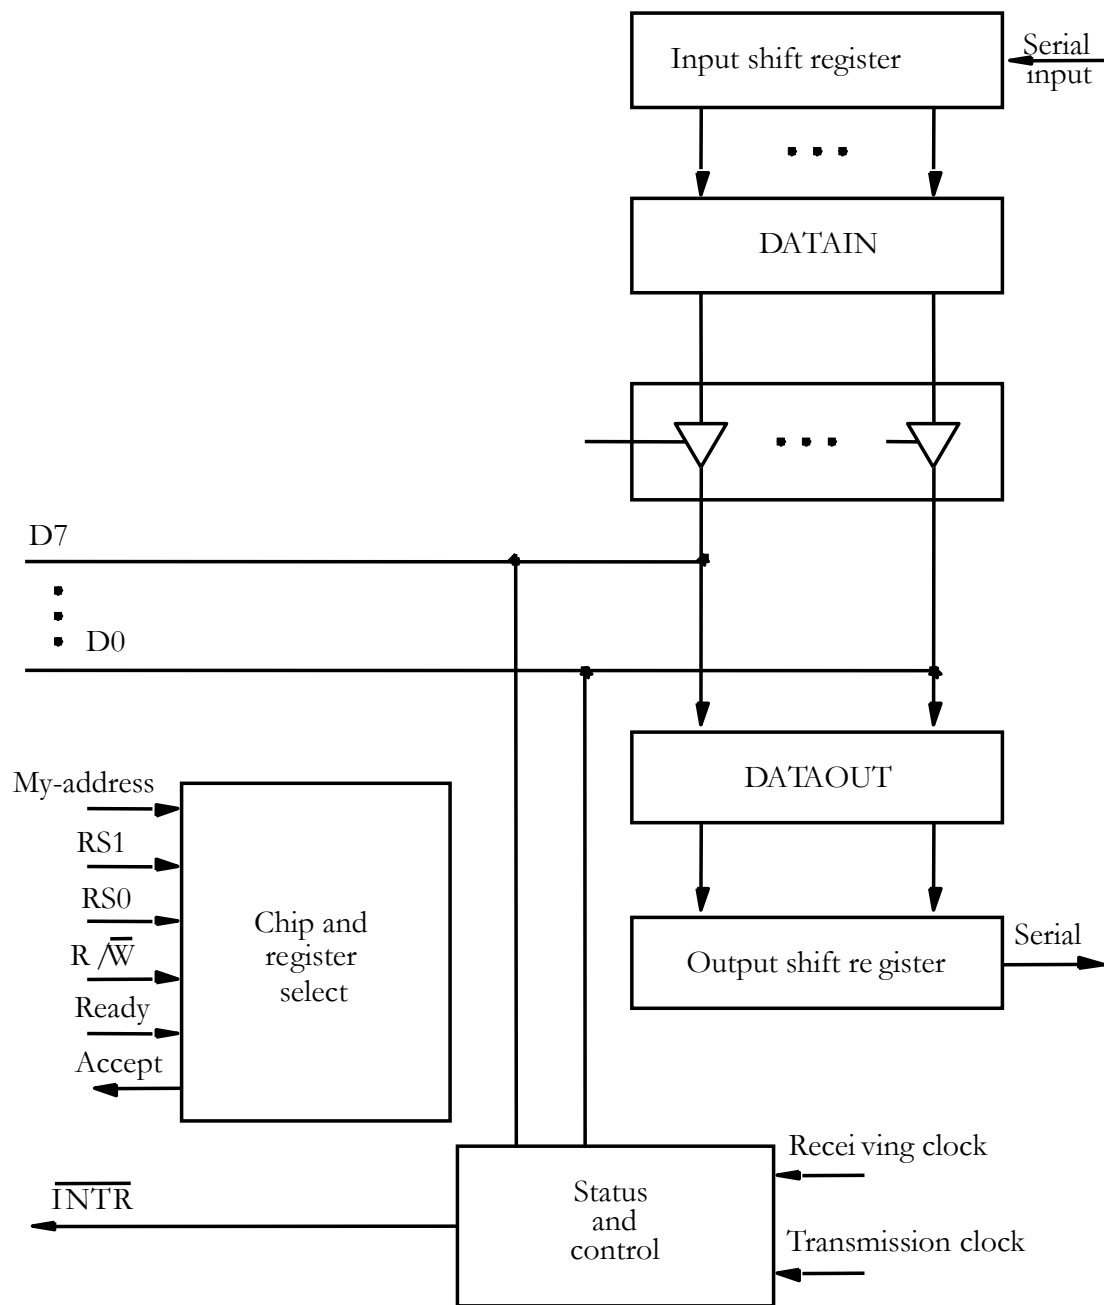 Input shift register
Serial
input
DATAIN
D7
D0
DATAOUT
My-address
RS1
RS0
R/W̅
Ready
Accept
Chip and
register
select
Output shift re gister
Serial
I̅N̅T̅R̅
Status
and
control
Recei ving clock
Transmission clock